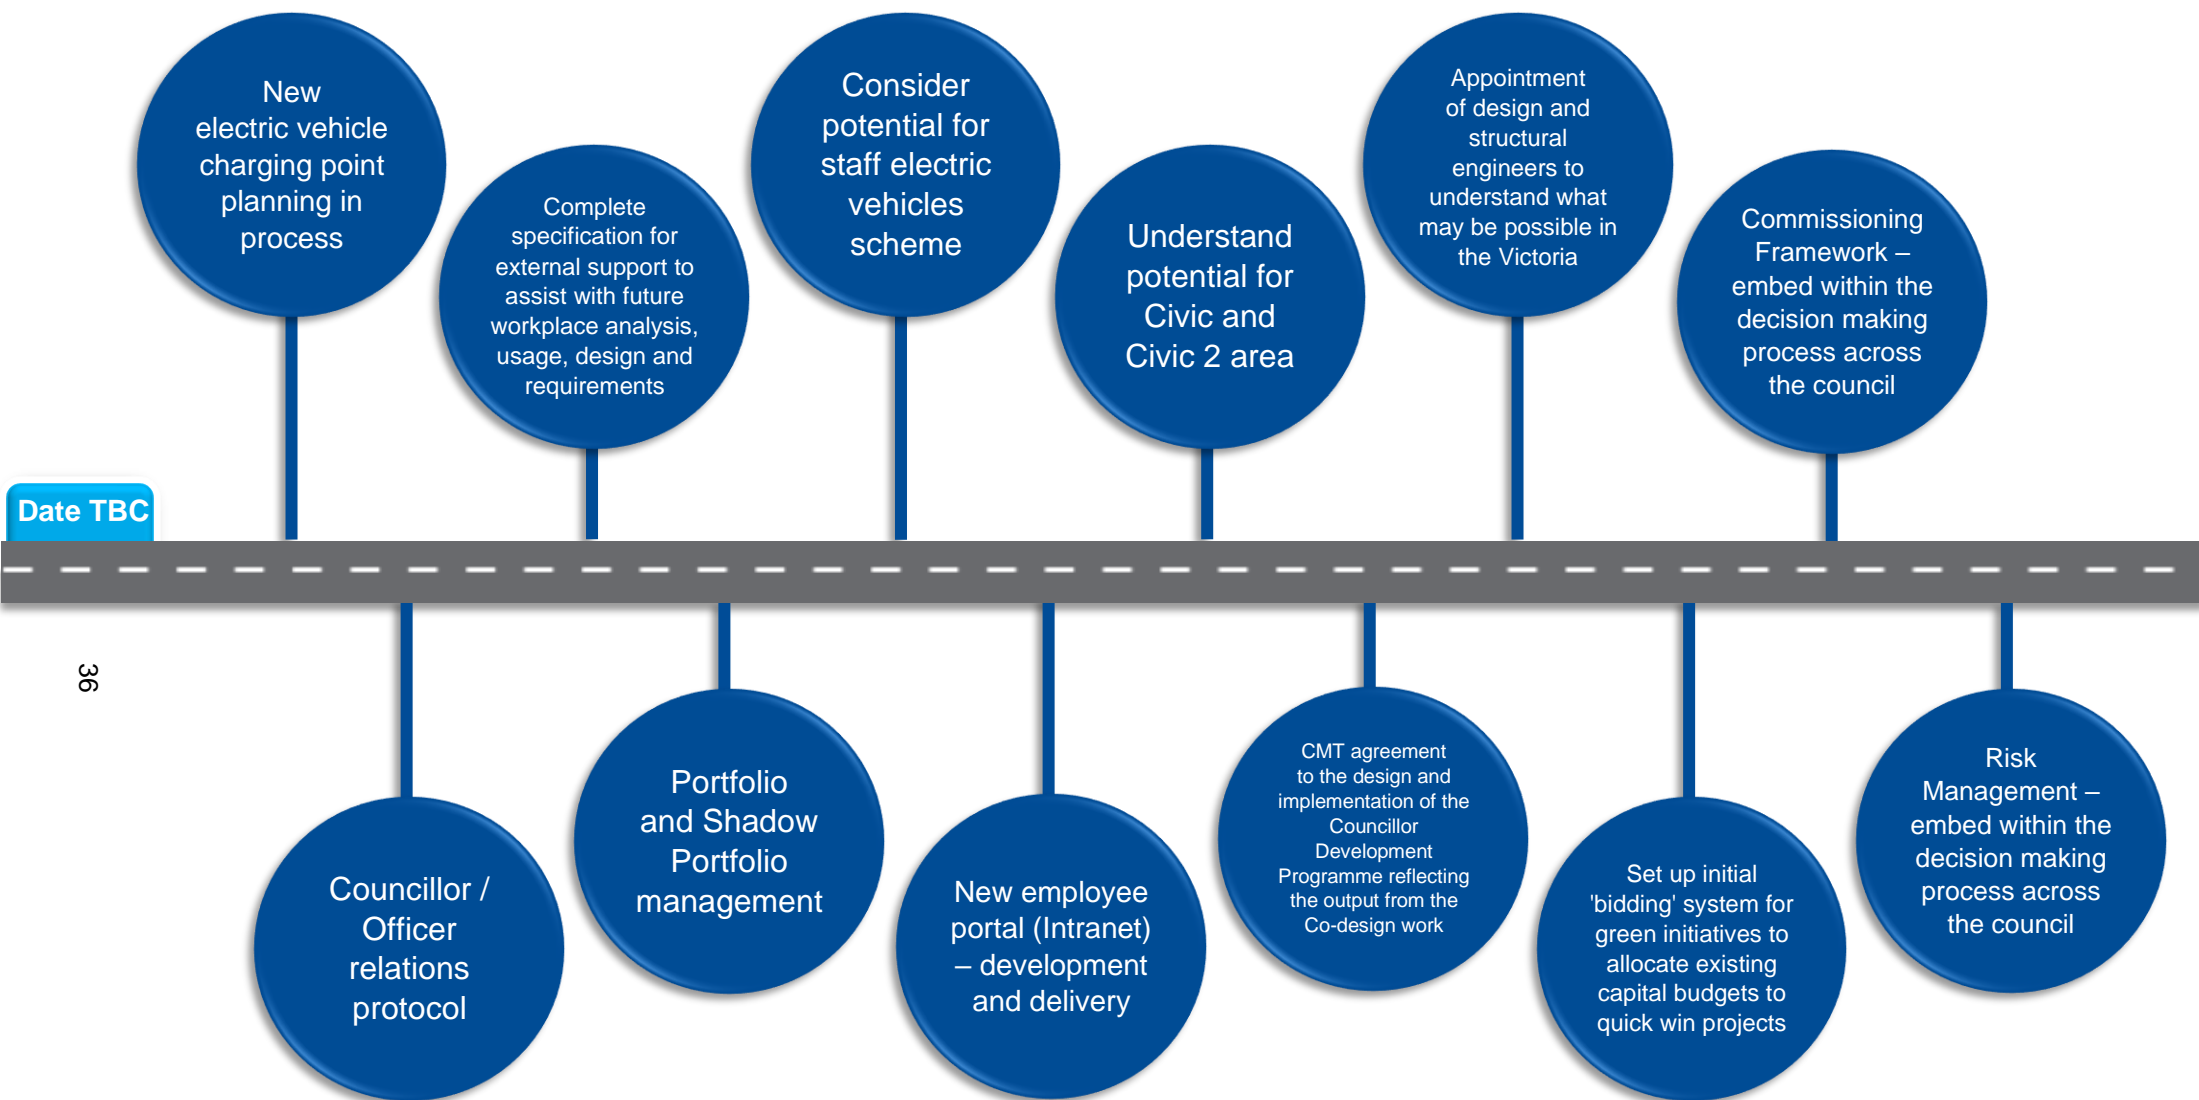 New
electric vehicle
charging point
planning in
process
Complete
specification for
external support to
assist with future
workplace analysis,
usage, design and
requirements
Consider
potential for
staff electric
vehicles
scheme
Understand
potential for
Civic and
Civic 2 area
Appointment
of design and
structural
engineers to
understand what
may be possible in
the Victoria
Commissioning
Framework –
embed within the
decision making
process across
the council
Date TBC
36
Councillor /
Officer
relations
protocol
Portfolio
and Shadow
Portfolio
management
New employee
portal (Intranet)
– development
and delivery
CMT agreement
to the design and
implementation of the
Councillor
Development
Programme reflecting
the output from the
Co-design work
Set up initial
'bidding' system for
green initiatives to
allocate existing
capital budgets to
quick win projects
Risk
Management –
embed within the
decision making
process across
the council